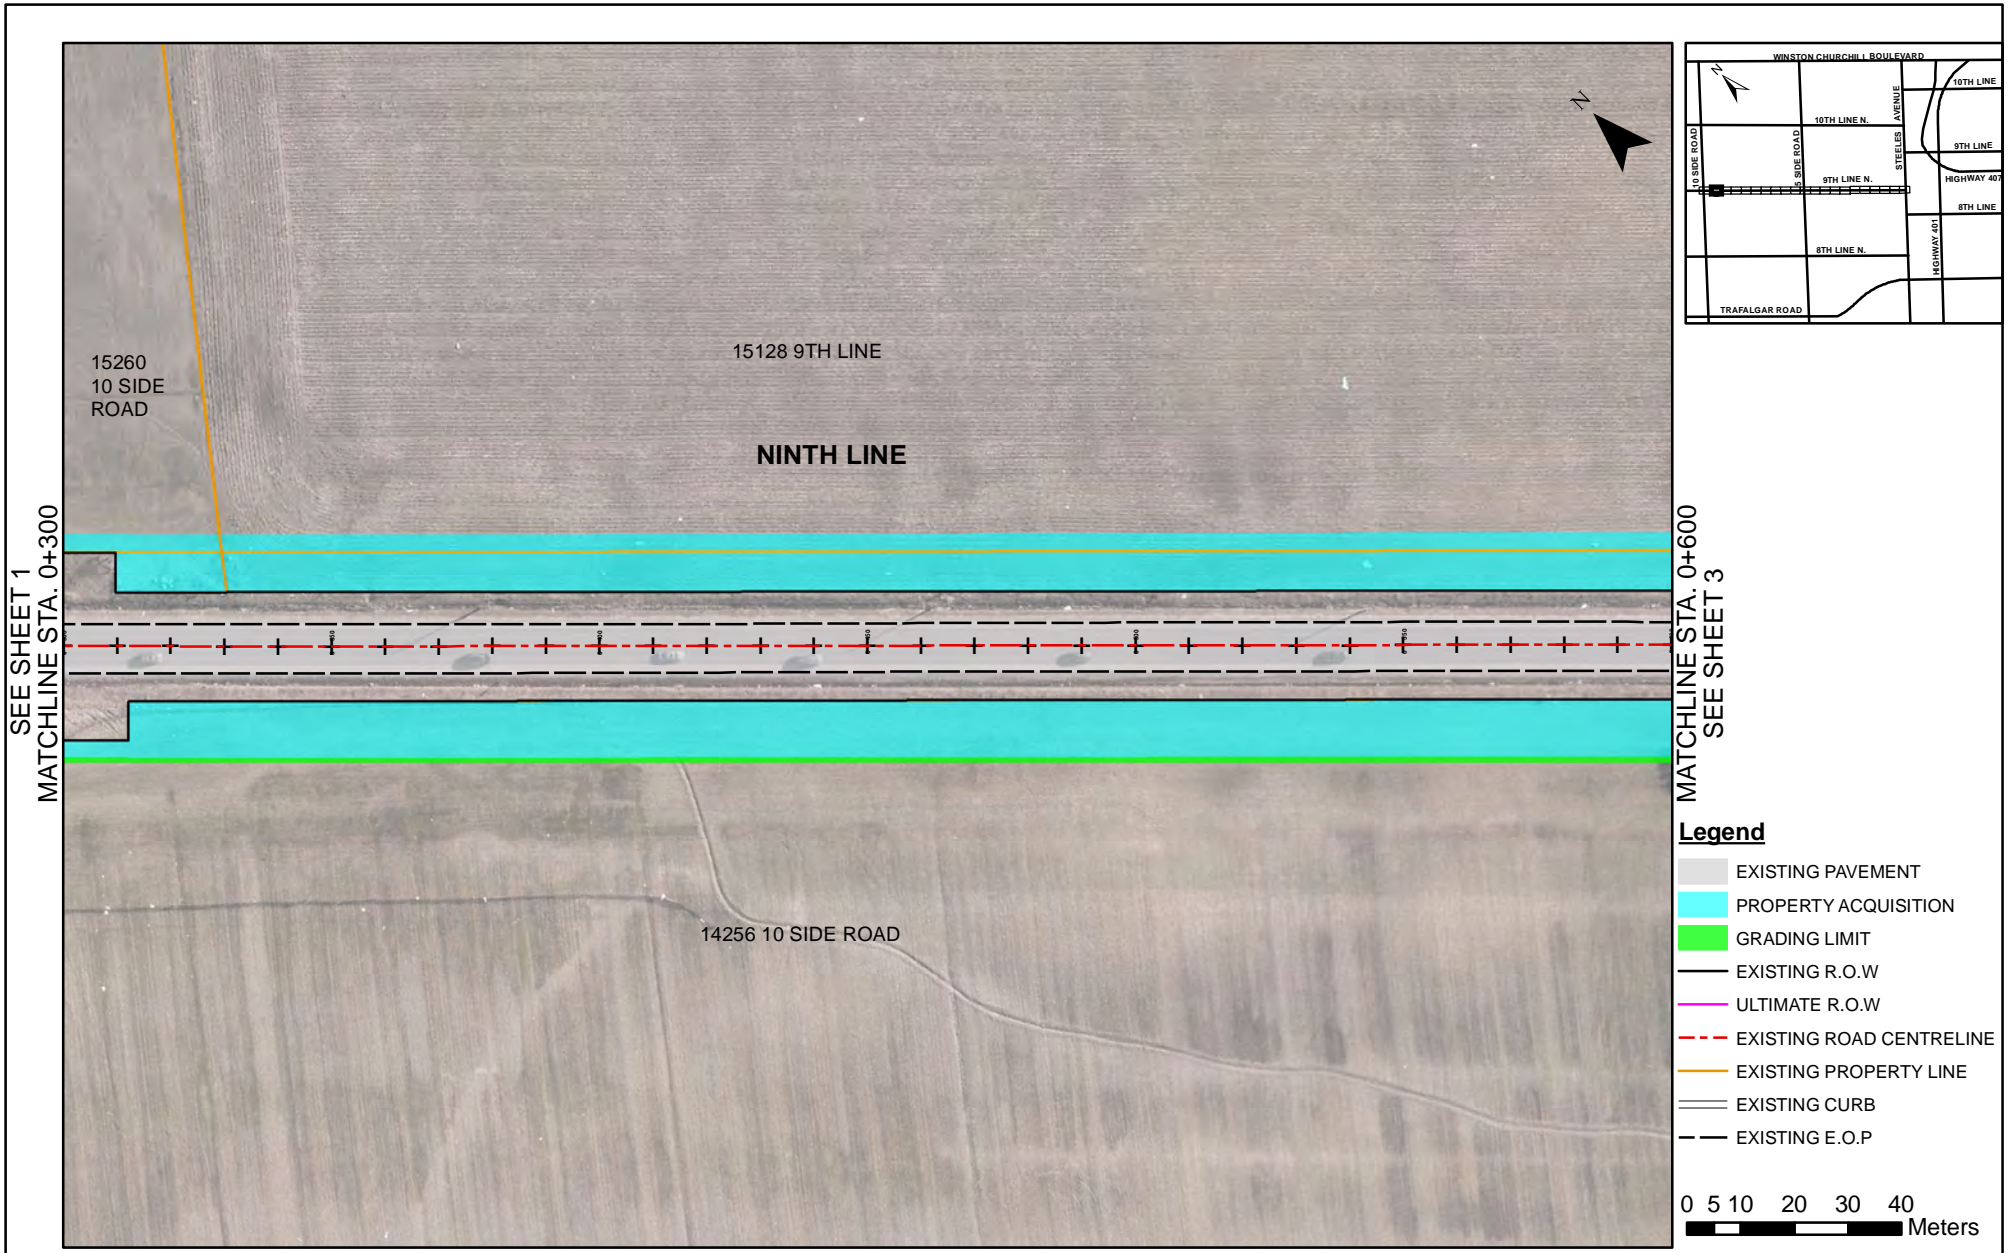 15260
10 SIDE
ROAD
15128 9TH LINE
NINTH LINE
14256 10 SIDE ROAD
N
SEE SHEET 1
MATCHLINE STA. 0+300
MATCHLINE STA. 0+600
SEE SHEET 3
WINSTON CHURCHILL BOULEVARD
N
10TH LINE
10TH LINE N.
STEELES AVENUE
10 SIDE ROAD
5 SIDE ROAD
9TH LINE
9TH LINE N.
HIGHWAY 407
8TH LINE
8TH LINE N.
HIGHWAY 401
TRAFALGAR ROAD
Legend
EXISTING PAVEMENT
PROPERTY ACQUISITION
GRADING LIMIT
EXISTING R.O.W
ULTIMATE R.O.W
EXISTING ROAD CENTRELINE
EXISTING PROPERTY LINE
EXISTING CURB
EXISTING E.O.P
0 5 10 20 30 40
Meters